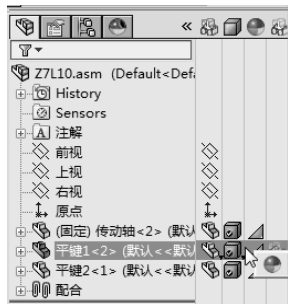 «
Z7L10.asm (Default<Defa
History
Sensors
A 注解
前视
上视
右视
原点
(固定) 传动轴<2> (默认
平键1<2> (默认<<默认
平键2<1> (默认<<默认
配合